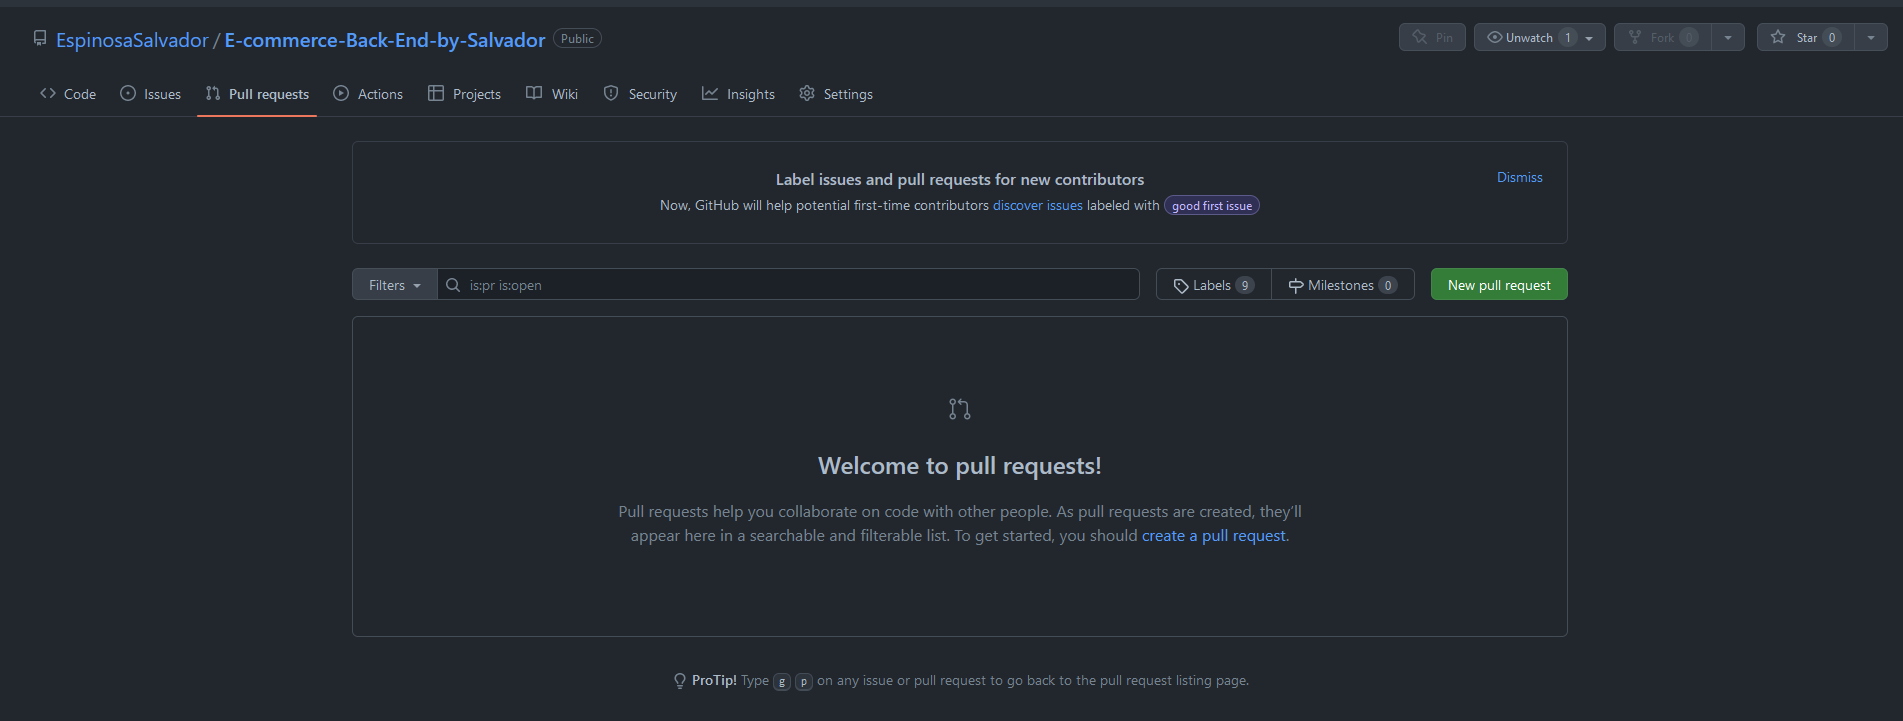 EspinosaSalvador / E-commerce-Back-End-by-Salvador Public Pin Unwatch 1 Fork 0 Star 0
Code Issues Pull requests Actions Projects Wiki Security Insights Settings
Label issues and pull requests for new contributors Dismiss
Now, GitHub will help potential first-time contributors discover issues labeled with good first issue
Filters is:pr is:open Labels 9 Milestones 0 New pull request
Welcome to pull requests!
Pull requests help you collaborate on code with other people. As pull requests are created, they’ll
appear here in a searchable and filterable list. To get started, you should create a pull request.
ProTip! Type g p on any issue or pull request to go back to the pull request listing page.